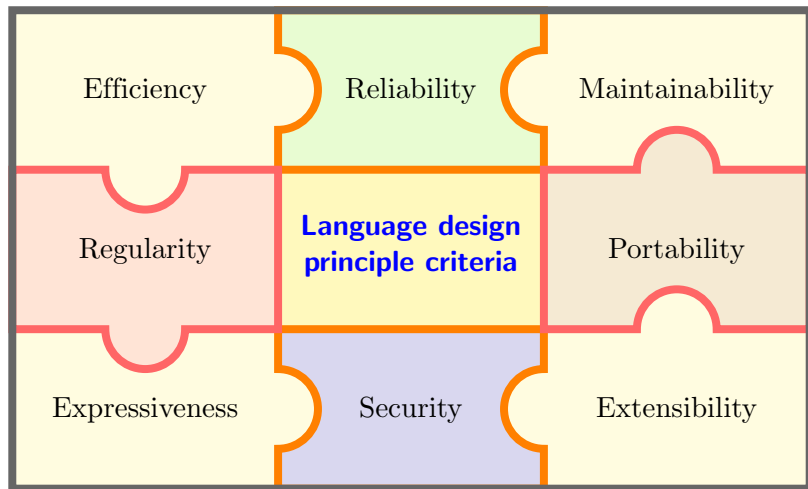 Efficiency
Reliability
Maintainability
Regularity
Language design
principle criteria
Portability
Expressiveness
Security
Extensibility